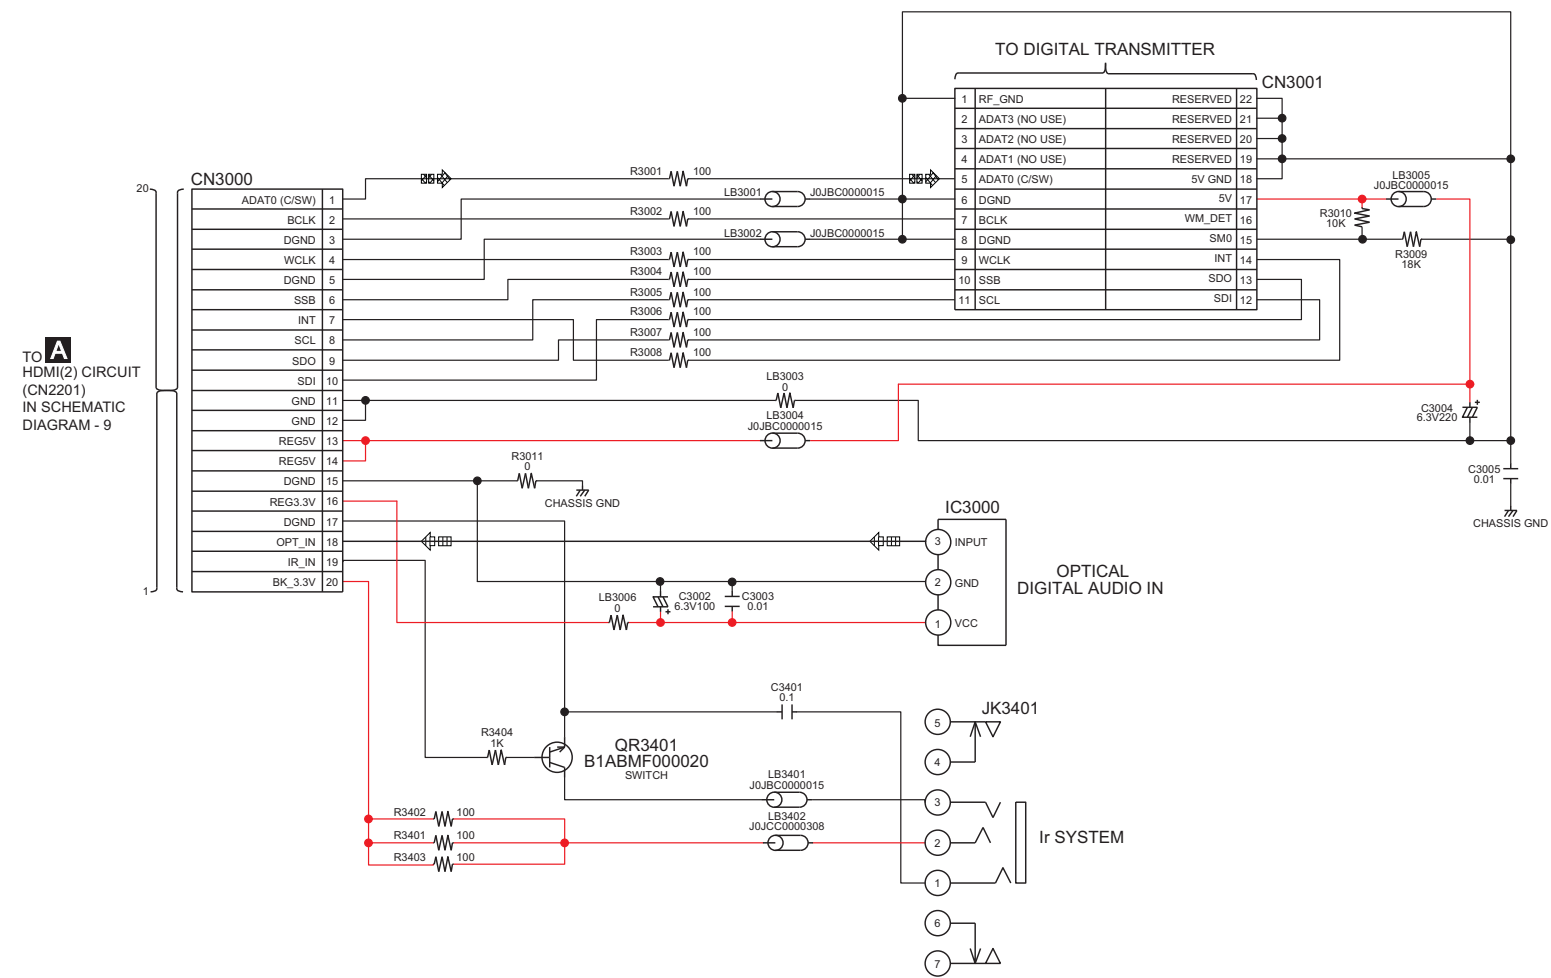 TO DIGITAL TRANSMITTER
CN3001
1 RF_GND RESERVED 22
2 ADAT3 (NO USE) RESERVED 21
3 ADAT2 (NO USE) RESERVED 20
4 ADAT1 (NO USE) RESERVED 19
5 ADAT0 (C/SW) 5V GND 18
6 DGND 5V 17
7 BCLK WM_DET 16
8 DGND SM0 15
9 WCLK INT 14
10 SSB SDO 13
11 SCL SDI 12
CN3000
20
ADAT0 (C/SW) 1
BCLK 2
DGND 3
WCLK 4
DGND 5
SSB 6
INT 7
SCL 8
SDO 9
SDI 10
GND 11
GND 12
REG5V 13
REG5V 14
DGND 15
REG3.3V 16
DGND 17
OPT_IN 18
IR_IN 19
BK_3.3V 20
1
TO A
HDMI(2) CIRCUIT
(CN2201)
IN SCHEMATIC
DIAGRAM - 9
R3001 100
LB3001 J0JBC0000015
R3002 100
LB3002 J0JBC0000015
R3003 100
R3004 100
R3005 100
R3006 100
R3007 100
R3008 100
LB3005
J0JBC0000015
R3010
10K
R3009
18K
LB3003
0
LB3004
J0JBC0000015
C3004
6.3V220
+
C3005
0.01
CHASSIS GND
R3011
0
CHASSIS GND
IC3000
3 INPUT
2 GND
1 VCC
OPTICAL
DIGITAL AUDIO IN
LB3006
0
C3002
6.3V100
+
C3003
0.01
C3401
0.1
R3404
1K
QR3401
B1ABMF000020
SWITCH
LB3401
J0JBC0000015
LB3402
J0JCC0000308
R3402 100
R3401 100
R3403 100
JK3401
5
4
3
2
1
6
7
Ir SYSTEM